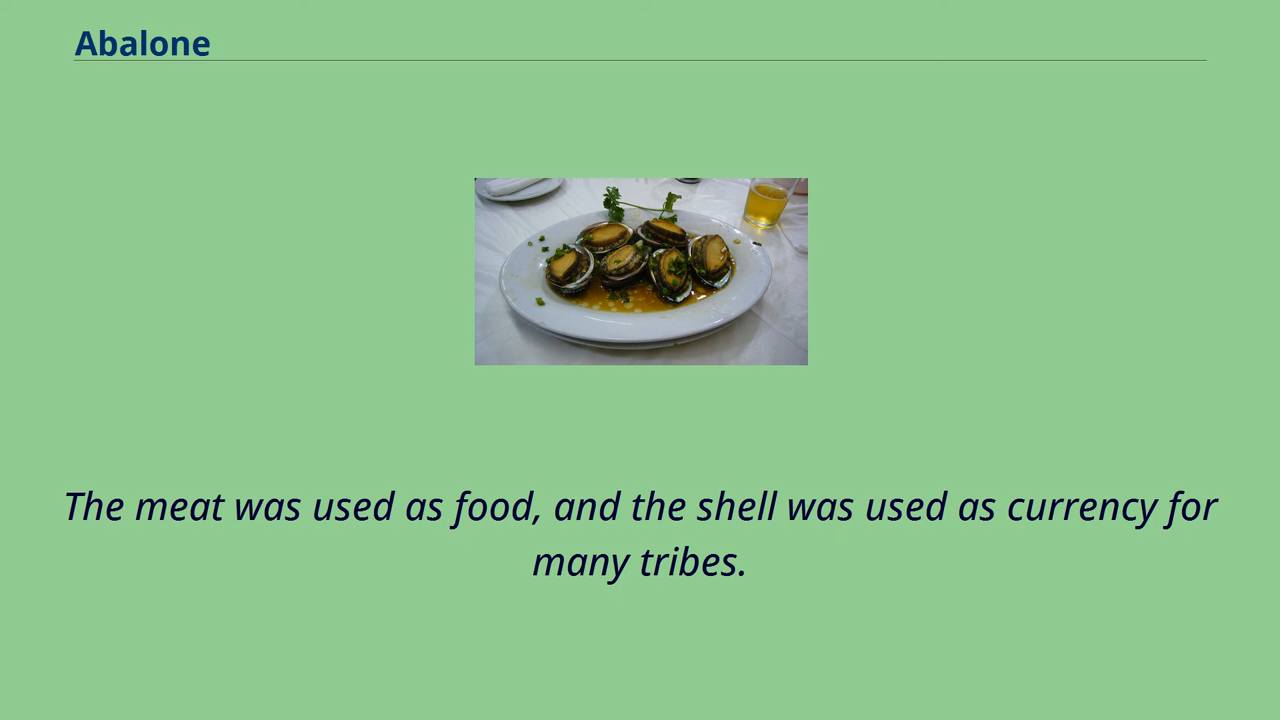 Abalone
The meat was used as food, and the shell was used as currency for
many tribes.